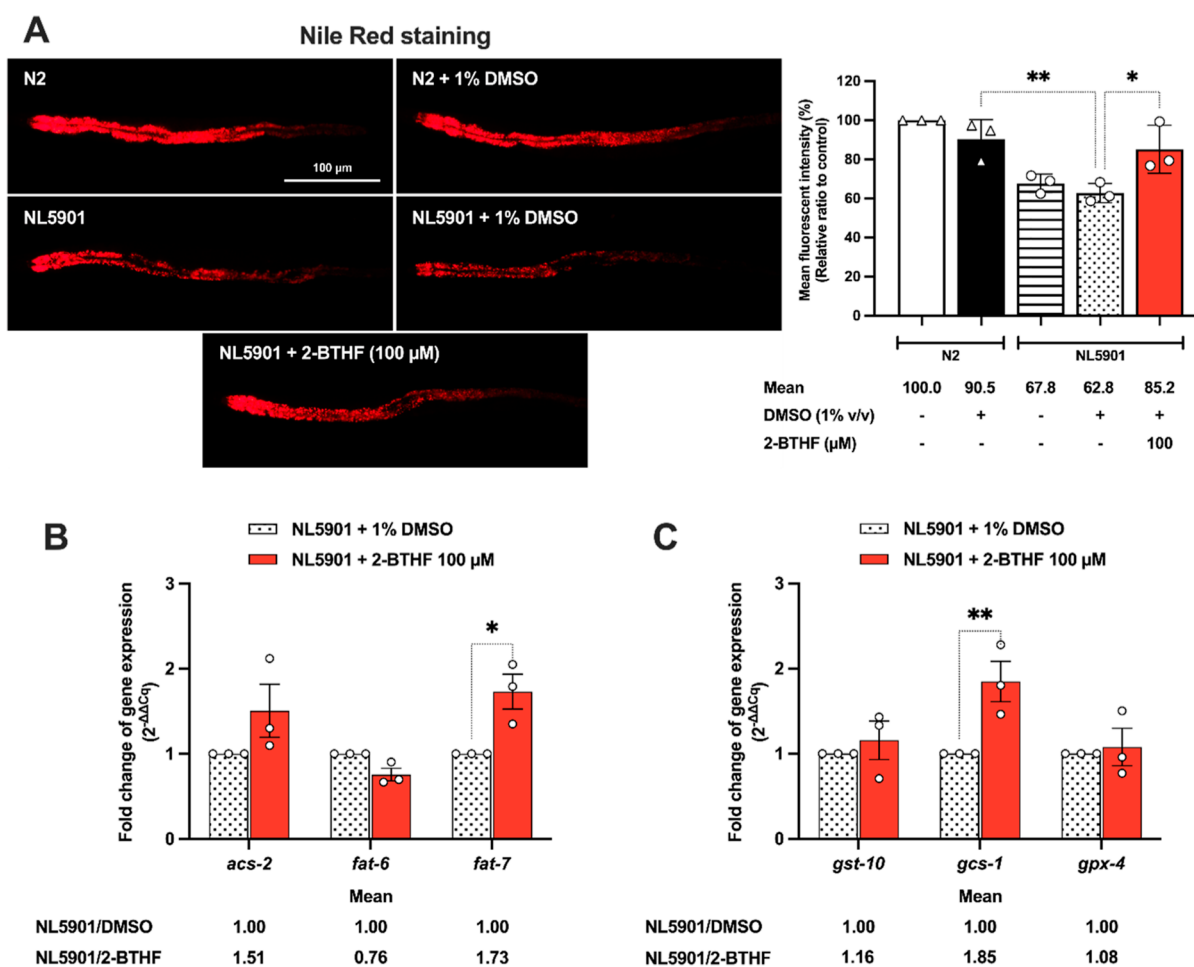 A
Nile Red staining
N2
N2 + 1% DMSO
100 µm
NL5901
NL5901 + 1% DMSO
NL5901 + 2-BTHF (100 µM)
Mean fluorescent intensity (%)
(Relative ratio to control)
120
100
80
60
40
20
0
**
*
N2
NL5901
Mean 100.0 90.5 67.8 62.8 85.2
DMSO (1% v/v) - + - + +
2-BTHF (µM) - - - - 100
B
NL5901 + 1% DMSO
NL5901 + 2-BTHF 100 µM
Fold change of gene expression
(2-ΔΔCq)
3
2
1
0
*
acs-2 fat-6 fat-7
Mean
NL5901/DMSO 1.00 1.00 1.00
NL5901/2-BTHF 1.51 0.76 1.73
C
NL5901 + 1% DMSO
NL5901 + 2-BTHF 100 µM
Fold change of gene expression
(2-ΔΔCq)
3
2
1
0
**
gst-10 gcs-1 gpx-4
Mean
NL5901/DMSO 1.00 1.00 1.00
NL5901/2-BTHF 1.16 1.85 1.08